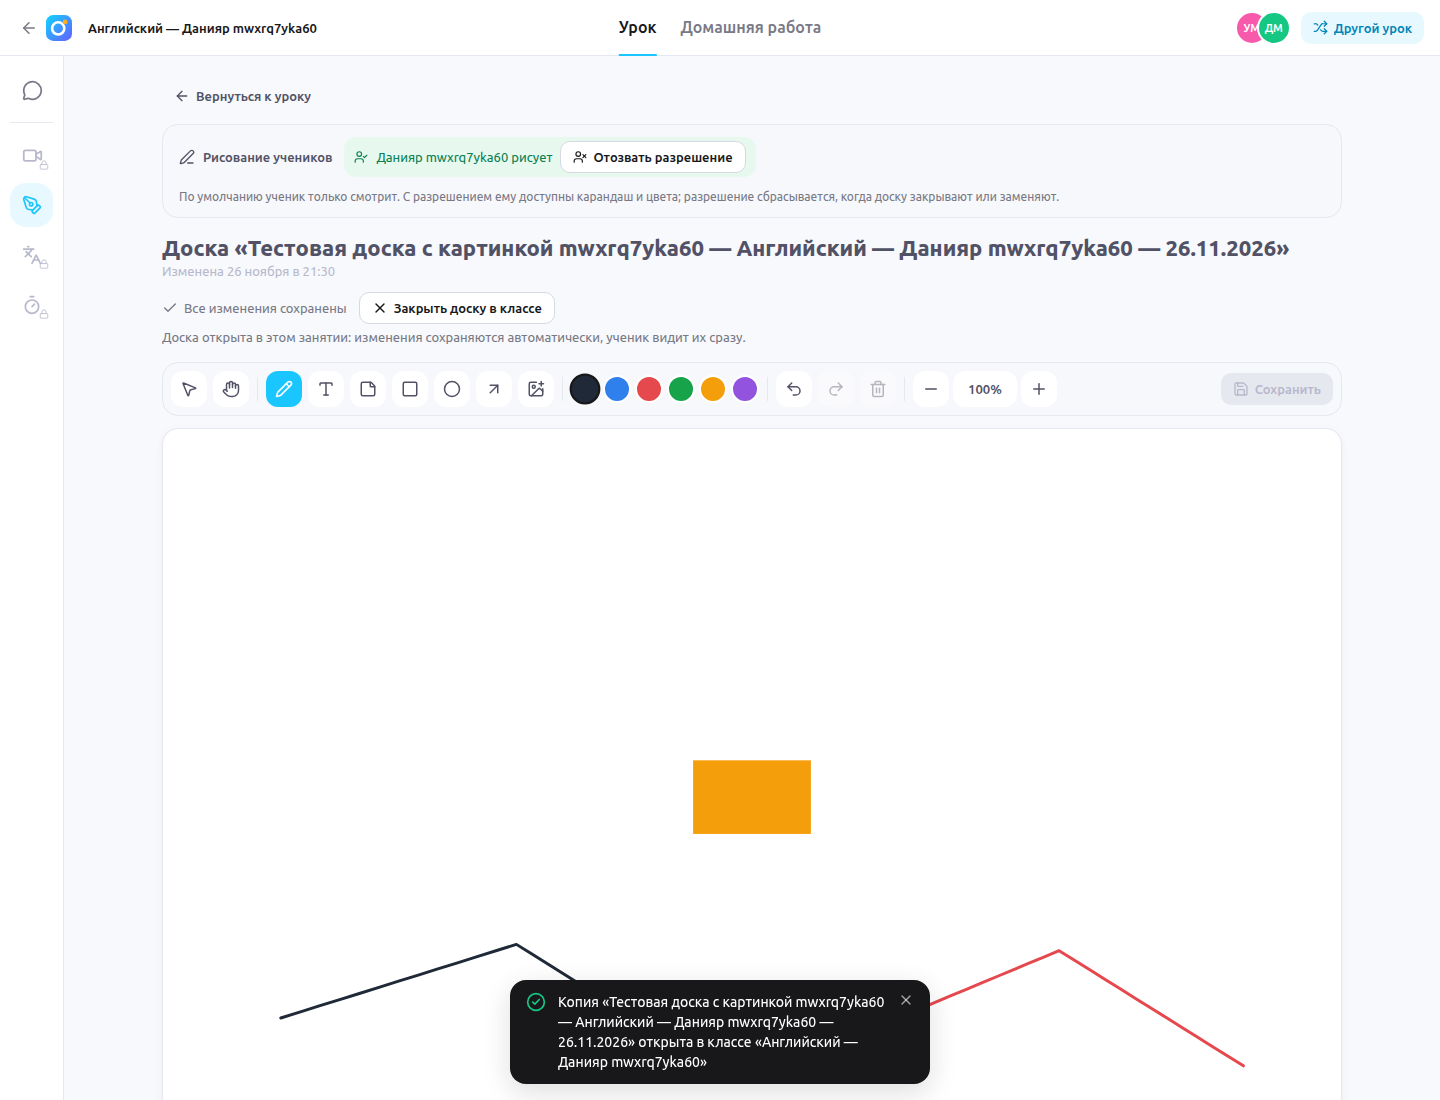 Английский — Данияр mwxrq7yka60
Урок
Домашняя работа
УМ
ДМ
Другой урок
Вернуться к уроку
Рисование учеников
Данияр mwxrq7yka60 рисует
Отозвать разрешение
По умолчанию ученик только смотрит. С разрешением ему доступны карандаш и цвета; разрешение сбрасывается, когда доску закрывают или заменяют.
Доска «Тестовая доска с картинкой mwxrq7yka60 — Английский — Данияр mwxrq7yka60 — 26.11.2026»
Изменена 26 ноября в 21:30
Все изменения сохранены
Закрыть доску в классе
Доска открыта в этом занятии: изменения сохраняются автоматически, ученик видит их сразу.
100%
Сохранить
Копия «Тестовая доска с картинкой mwxrq7yka60
— Английский — Данияр mwxrq7yka60 —
26.11.2026» открыта в классе «Английский —
Данияр mwxrq7yka60»